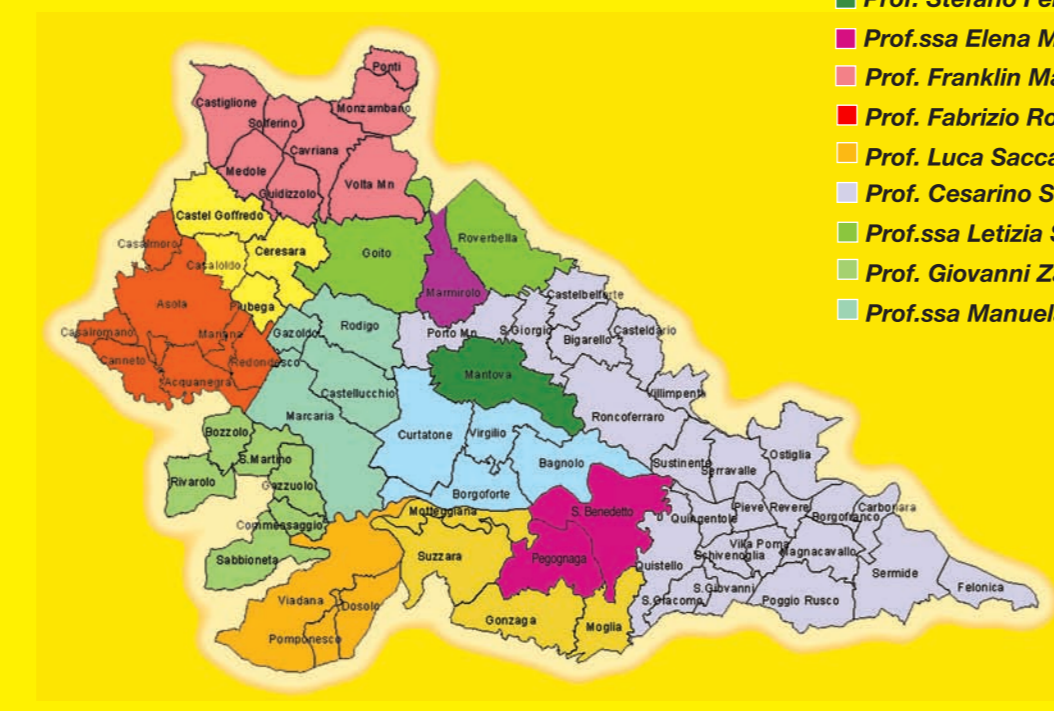 Prof. Stefano Fe
Prof.ssa Elena M
Prof. Franklin Ma
Prof. Fabrizio Ro
Prof. Luca Sacca
Prof. Cesarino S
Prof.ssa Letizia S
Prof. Giovanni Z
Prof.ssa Manuel
Ponti
Castiglione
Monzambano
Solferino
Cavriana
Medole
Guidizzolo
Volta Mn
Castel Goffredo
Casalmoro
Ceresara
Goito
Roverbella
Casaloldo
Asola
Piubega
Marmirolo
Castelbelforte
Casalromano
Mariana
Gazoldo
Rodigo
Porto Mn
S.Giorgio
Bigarello
Casteldario
Canneto
Redondesco
Acquanegra
Mantova
Castellucchio
Villimpenta
Marcaria
Roncoferraro
Bozzolo
Curtatone
Virgilio
S.Martino
Bagnolo
Sustinente
Serravalle
Ostiglia
Rivarolo
Gazzuolo
Borgoforte
Commessaggio
Motteggiana
S. Benedetto
Quingentole
Pieve
Revere
Borgofranco
Carbonara
Sabbioneta
Suzzara
Pegognaga
Quistello
Schivenoglia
Villa Poma
Magnacavallo
Sermide
Felonica
Viadana
Dosolo
Pomponesco
Gonzaga
Moglia
S.Giacomo
S.Giovanni
Poggio Rusco